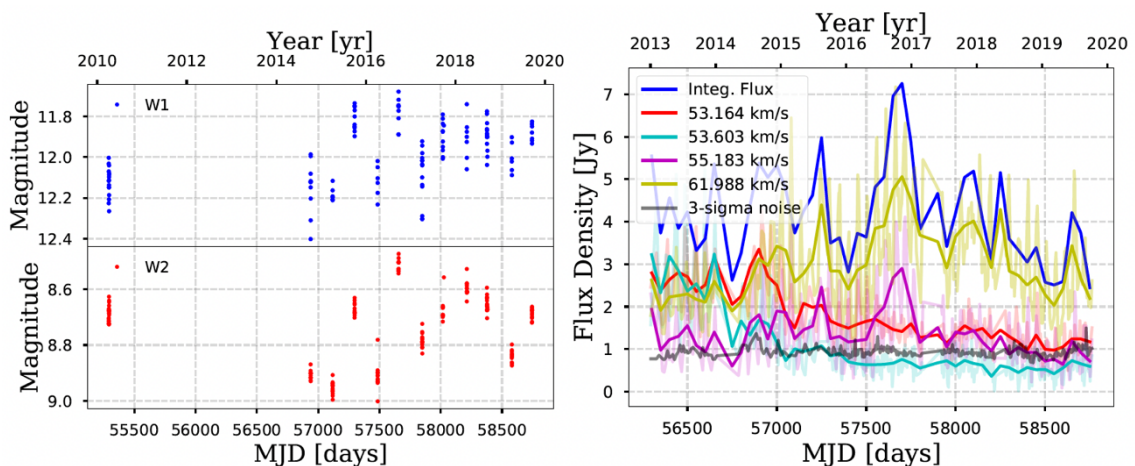 Year [yr]
2010 2012 2014 2016 2018 2020
W1
Magnitude
11.8
12.0
12.2
12.4
W2
Magnitude
8.6
8.8
9.0
55500 56000 56500 57000 57500 58000 58500
MJD [days]
Year [yr]
2013 2014 2015 2016 2017 2018 2019 2020
Integ. Flux
53.164 km/s
53.603 km/s
55.183 km/s
61.988 km/s
3-sigma noise
Flux Density [Jy]
7
6
5
4
3
2
1
0
56500 57000 57500 58000 58500
MJD [days]